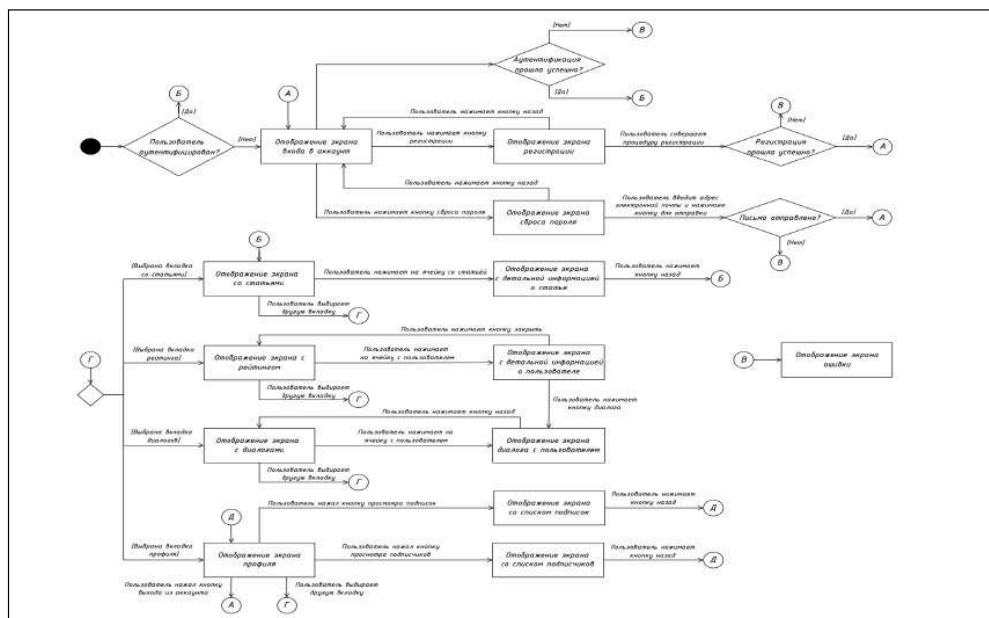 [Нет]
В
Аутентификация
прошла успешно?
[Да]
Б
Б
[Да]
А
Пользователь
аутентифицирован?
[Нет]
Отображение экрана
входа в аккаунт
Пользователь нажимает кнопку назад
Пользователь нажимает кнопку
регистрации
Отображение экрана
регистрации
Пользователь совершает
процедуру регистрации
В
[Нет]
Регистрация
прошла успешно?
[Да]
А
Пользователь нажимает кнопку назад
Пользователь нажимает кнопку сброса пароля
Отображение экрана
сброса пароля
Пользователь вводит адрес
электронной почты и нажимает
кнопку для отправки
Письмо отправлено?
[Да]
А
[Нет]
В
Б
[Выбрана вкладка
со статьями]
Отображение экрана
со статьями
Пользователь нажимает на ячейку со статьёй
Отображение экрана
с детальной информацией
о статье
Пользователь нажимает
кнопку назад
Б
Пользователь выбирает
другую вкладку
Г
Пользователь нажимает кнопку закрыть
Г
[Выбрана вкладка
рейтинга]
Отображение экрана с
рейтингом
Пользователь нажимает
на ячейку с пользователем
Отображение экрана
с детальной информацией
о пользователе
В
Отображение экрана
ошибки
Пользователь выбирает
другую вкладку
Г
Пользователь нажимает
кнопку диалога
Пользователь нажимает кнопку назад
[Выбрана вкладка
диалогов]
Отображение экрана
с диалогами
Пользователь нажимает на
ячейку с пользователем
Отображение экрана
диалога с пользователем
Пользователь выбирает
другую вкладку
Г
Пользователь нажал кнопку просмотра подписок
Отображение экрана
со списком подписок
Пользователь нажимает
кнопку назад
Д
Д
[Выбрана вкладка
профиля]
Отображение экрана
профиля
Пользователь нажал кнопку
просмотра подписчиков
Отображение экрана
со списком подписчиков
Пользователь нажимает
кнопку назад
Д
Пользователь нажал кнопку
выхода из аккаунта
А
Пользователь выбирает
другую вкладку
Г